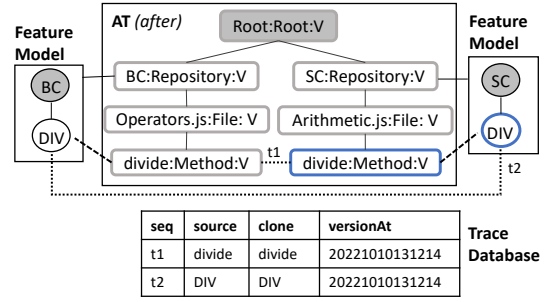 AT (after)
Root:Root:V
Feature
Model
Feature
Model
BC
BC:Repository:V
SC:Repository:V
SC
Operators.js:File: V
Arithmetic.js:File: V
DIV
DIV
divide:Method:V
t1
divide:Method:V
t2
seq source clone versionAt
t1 divide divide 20221010131214
t2 DIV DIV 20221010131214
Trace
Database